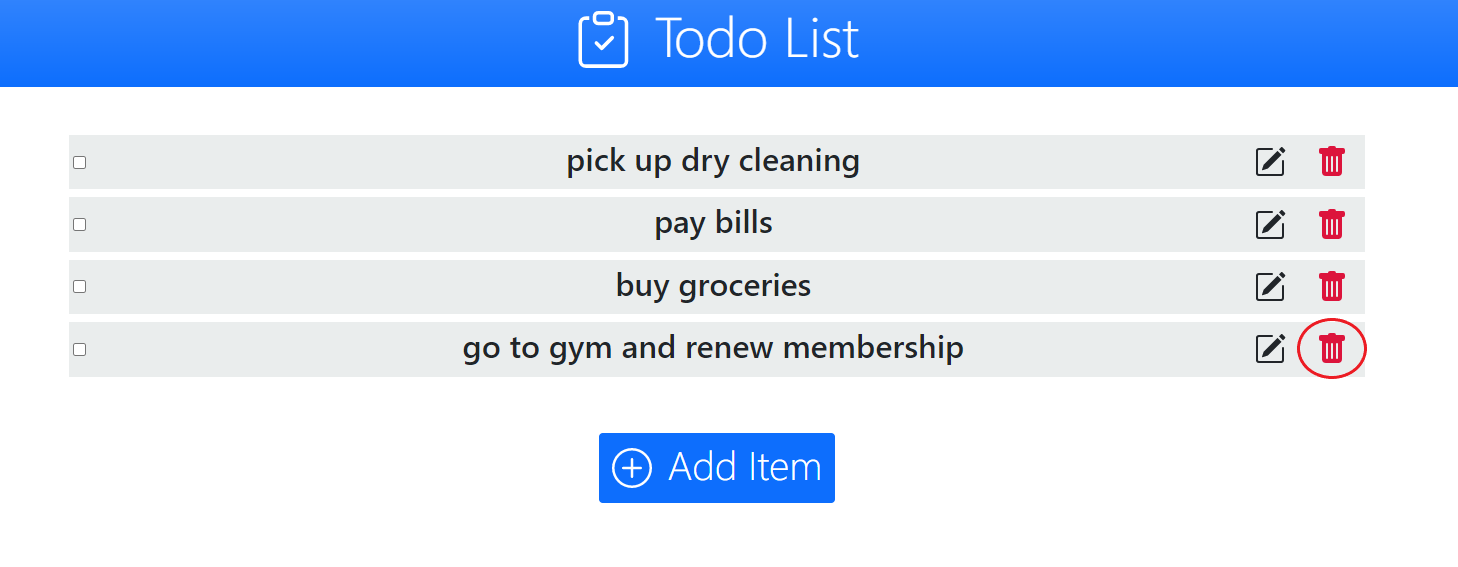 Todo List
pick up dry cleaning
pay bills
buy groceries
go to gym and renew membership
Add Item